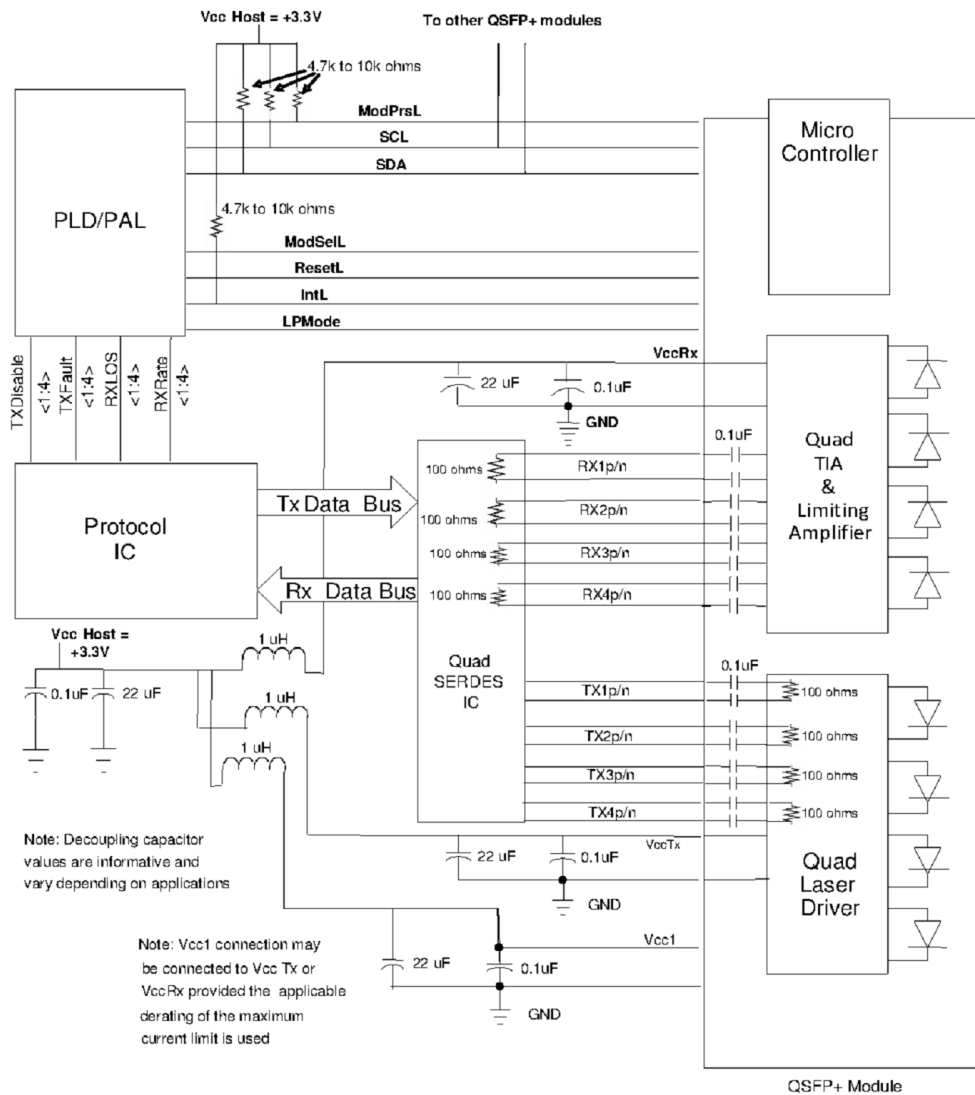 Vcc Host = +3.3V
To other QSFP+ modules
4.7k to 10k ohms
ModPrsL
SCL
SDA
Micro
Controller
PLD/PAL
4.7k to 10k ohms
ModSelL
ResetL
IntL
LPMode
TXDisable
<1:4>
TXFault
<1:4>
RXLOS
<1:4>
RXRate
<1:4>
VccRx
22 uF
0.1uF
GND
0.1uF
Quad
TIA
&
Limiting
Amplifier
100 ohms
RX1p/n
100 ohms
RX2p/n
100 ohms
RX3p/n
100 ohms
RX4p/n
Tx Data Bus
Protocol
IC
Rx Data Bus
Vcc Host =
+3.3V
0.1uF
22 uF
1 uH
1 uH
1 uH
Quad
SERDES
IC
0.1uF
TX1p/n
100 ohms
TX2p/n
100 ohms
TX3p/n
100 ohms
TX4p/n
100 ohms
VccTx
22 uF
0.1uF
GND
Quad
Laser
Driver
Note: Decoupling capacitor
values are informative and
vary depending on applications
Vcc1
22 uF
0.1uF
GND
Note: Vcc1 connection may
be connected to Vcc Tx or
VccRx provided the applicable
derating of the maximum
current limit is used
QSFP+ Module